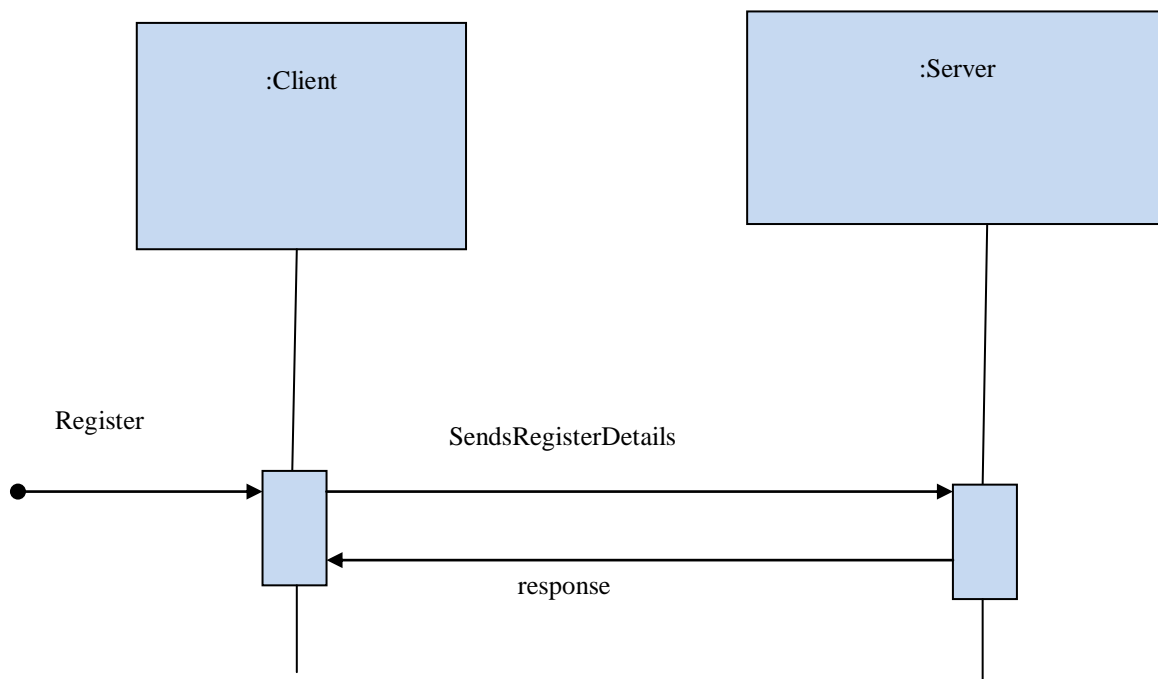 :Client
:Server
Register
SendsRegisterDetails
response